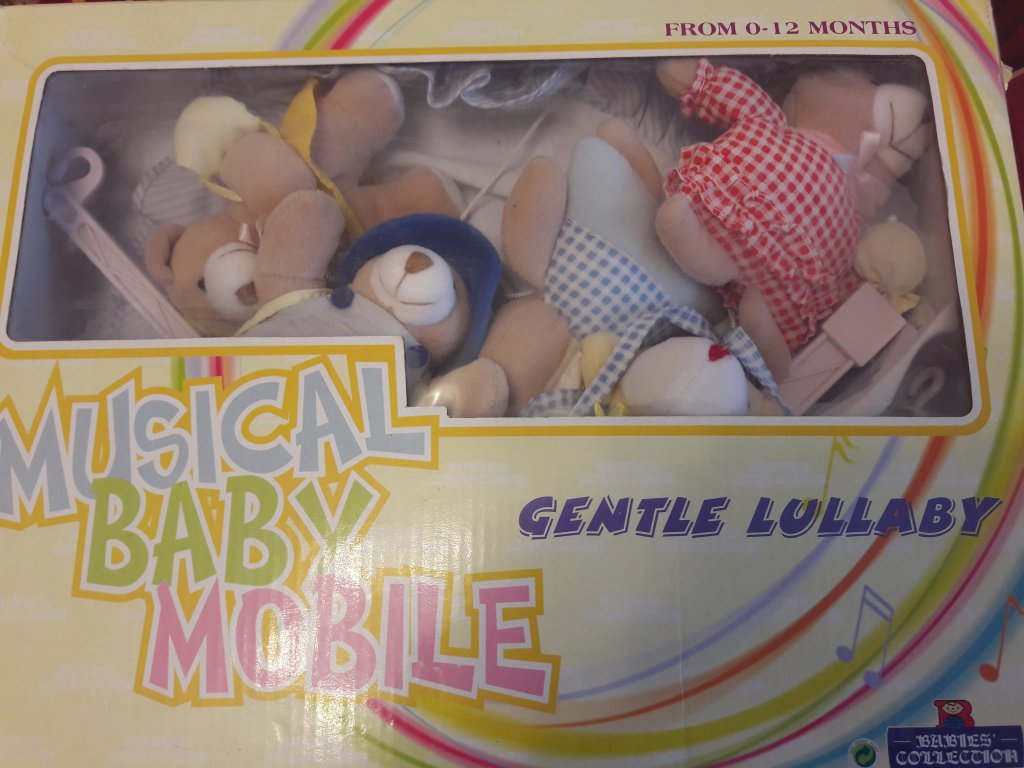 FROM 0-12 MONTHS
MUSICAL
BABY
MOBILE
GENTLE LULLABY
B
BABIES'
COLLECTION